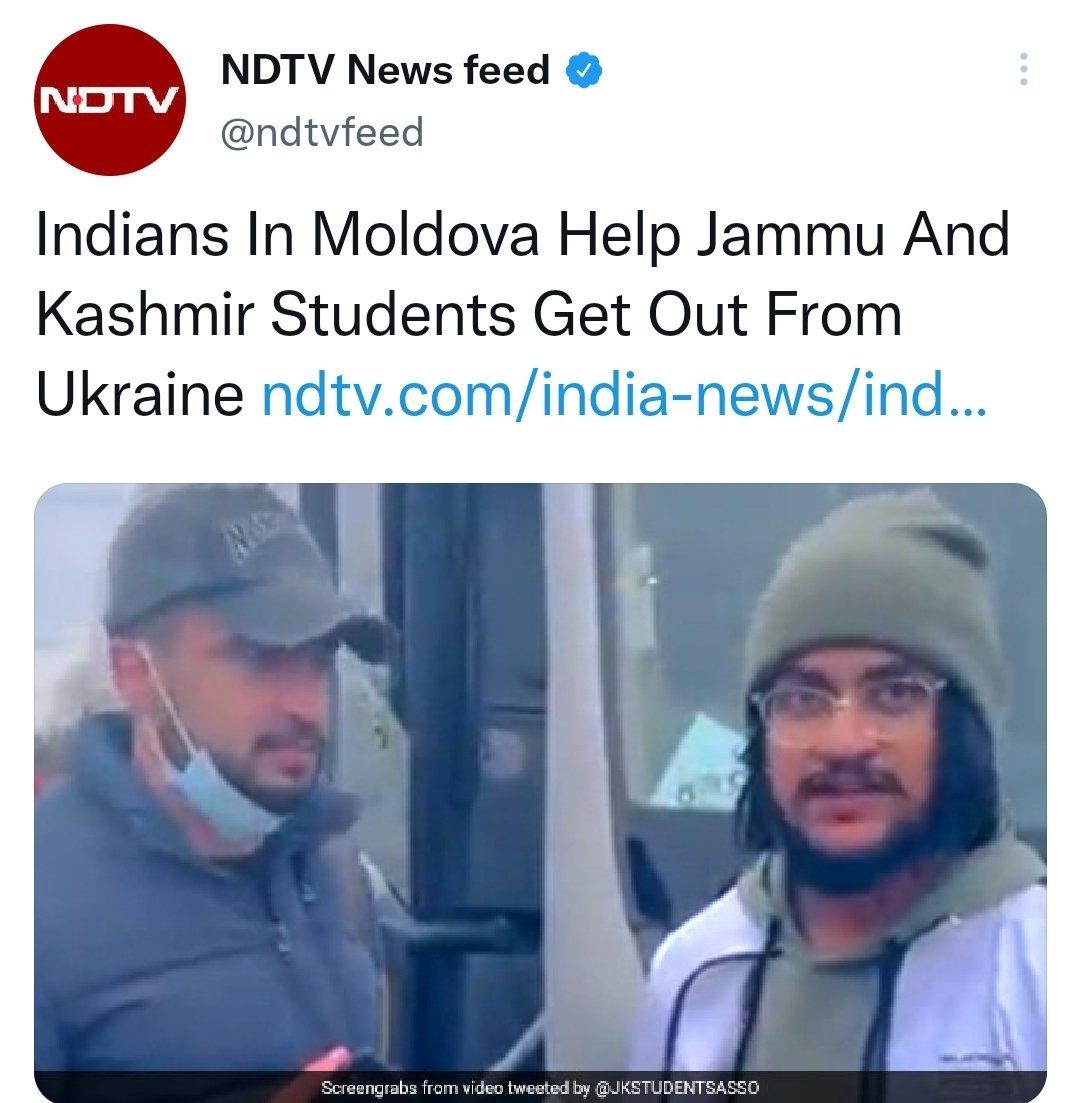 NDTV
NDTV News feed
@ndtvfeed
Indians In Moldova Help Jammu And
Kashmir Students Get Out From
Ukraine ndtv.com/india-news/ind...
Screengrabs from video tweeted by @JKSTUDENTSASSO